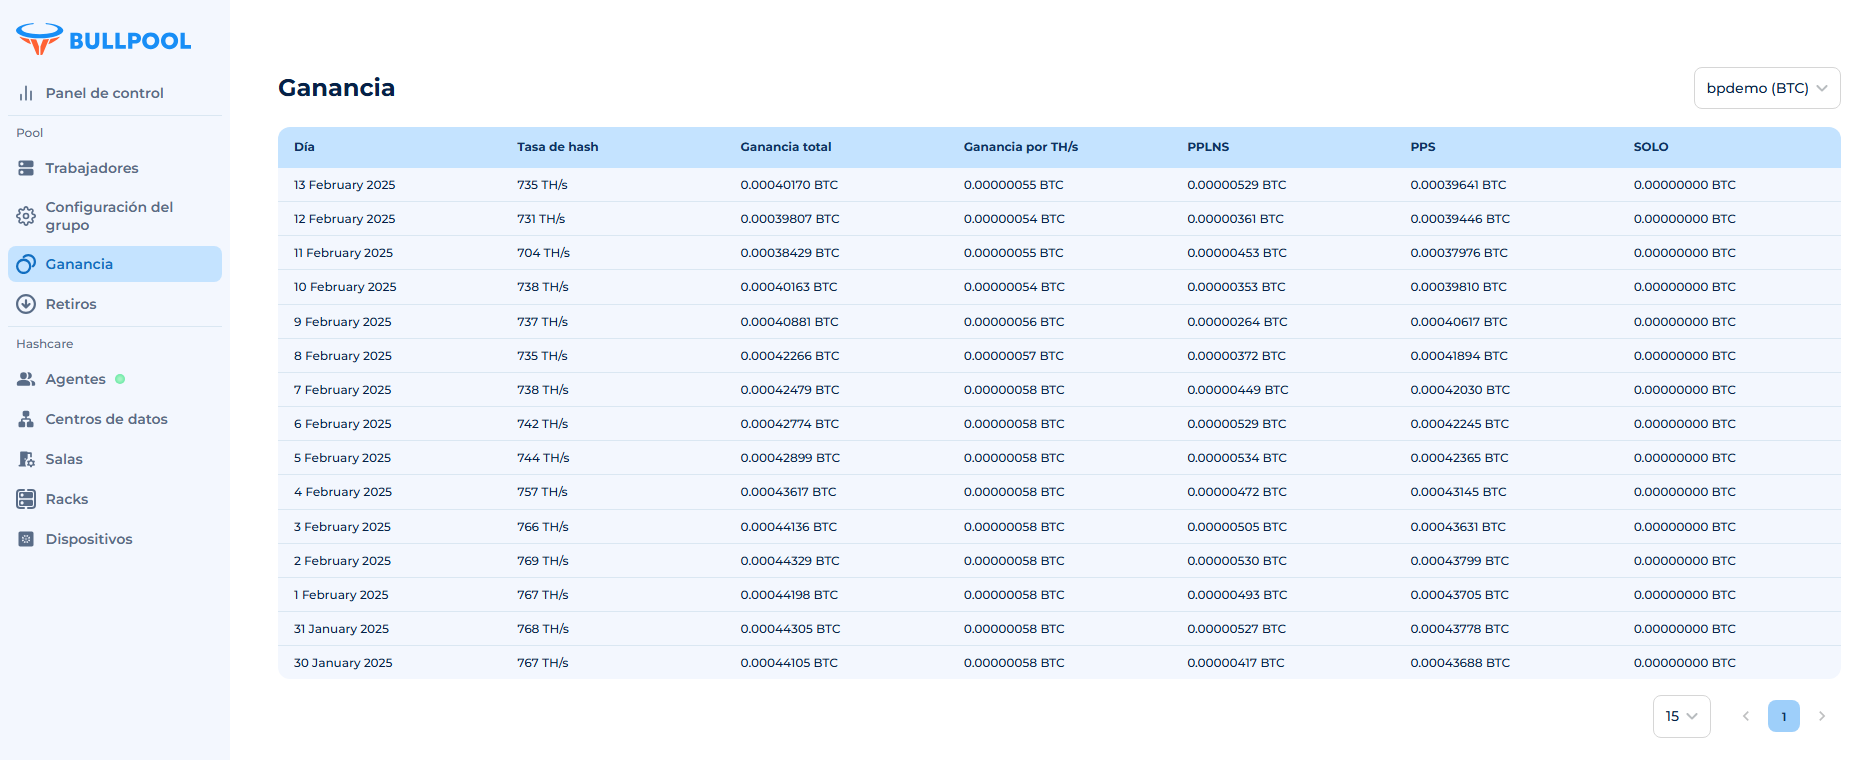 BULLPOOL
Panel de control
Pool
Trabajadores
Configuración del
grupo
Ganancia
Retiros
Hashcare
Agentes
Centros de datos
Salas
Racks
Dispositivos
Ganancia
bpdemo (BTC)
Día Tasa de hash Ganancia total Ganancia por TH/s PPLNS PPS SOLO
13 February 2025 735 TH/s 0.00040170 BTC 0.00000055 BTC 0.00000529 BTC 0.00039641 BTC 0.00000000 BTC
12 February 2025 731 TH/s 0.00039807 BTC 0.00000054 BTC 0.00000361 BTC 0.00039446 BTC 0.00000000 BTC
11 February 2025 704 TH/s 0.00038429 BTC 0.00000055 BTC 0.00000453 BTC 0.00037976 BTC 0.00000000 BTC
10 February 2025 738 TH/s 0.00040163 BTC 0.00000054 BTC 0.00000353 BTC 0.00039810 BTC 0.00000000 BTC
9 February 2025 737 TH/s 0.00040881 BTC 0.00000056 BTC 0.00000264 BTC 0.00040617 BTC 0.00000000 BTC
8 February 2025 735 TH/s 0.00042266 BTC 0.00000057 BTC 0.00000372 BTC 0.00041894 BTC 0.00000000 BTC
7 February 2025 738 TH/s 0.00042479 BTC 0.00000058 BTC 0.00000449 BTC 0.00042030 BTC 0.00000000 BTC
6 February 2025 742 TH/s 0.00042774 BTC 0.00000058 BTC 0.00000529 BTC 0.00042245 BTC 0.00000000 BTC
5 February 2025 744 TH/s 0.00042899 BTC 0.00000058 BTC 0.00000534 BTC 0.00042365 BTC 0.00000000 BTC
4 February 2025 757 TH/s 0.00043617 BTC 0.00000058 BTC 0.00000472 BTC 0.00043145 BTC 0.00000000 BTC
3 February 2025 766 TH/s 0.00044136 BTC 0.00000058 BTC 0.00000505 BTC 0.00043631 BTC 0.00000000 BTC
2 February 2025 769 TH/s 0.00044329 BTC 0.00000058 BTC 0.00000530 BTC 0.00043799 BTC 0.00000000 BTC
1 February 2025 767 TH/s 0.00044198 BTC 0.00000058 BTC 0.00000493 BTC 0.00043705 BTC 0.00000000 BTC
31 January 2025 768 TH/s 0.00044305 BTC 0.00000058 BTC 0.00000527 BTC 0.00043778 BTC 0.00000000 BTC
30 January 2025 767 TH/s 0.00044105 BTC 0.00000058 BTC 0.00000417 BTC 0.00043688 BTC 0.00000000 BTC
15 1